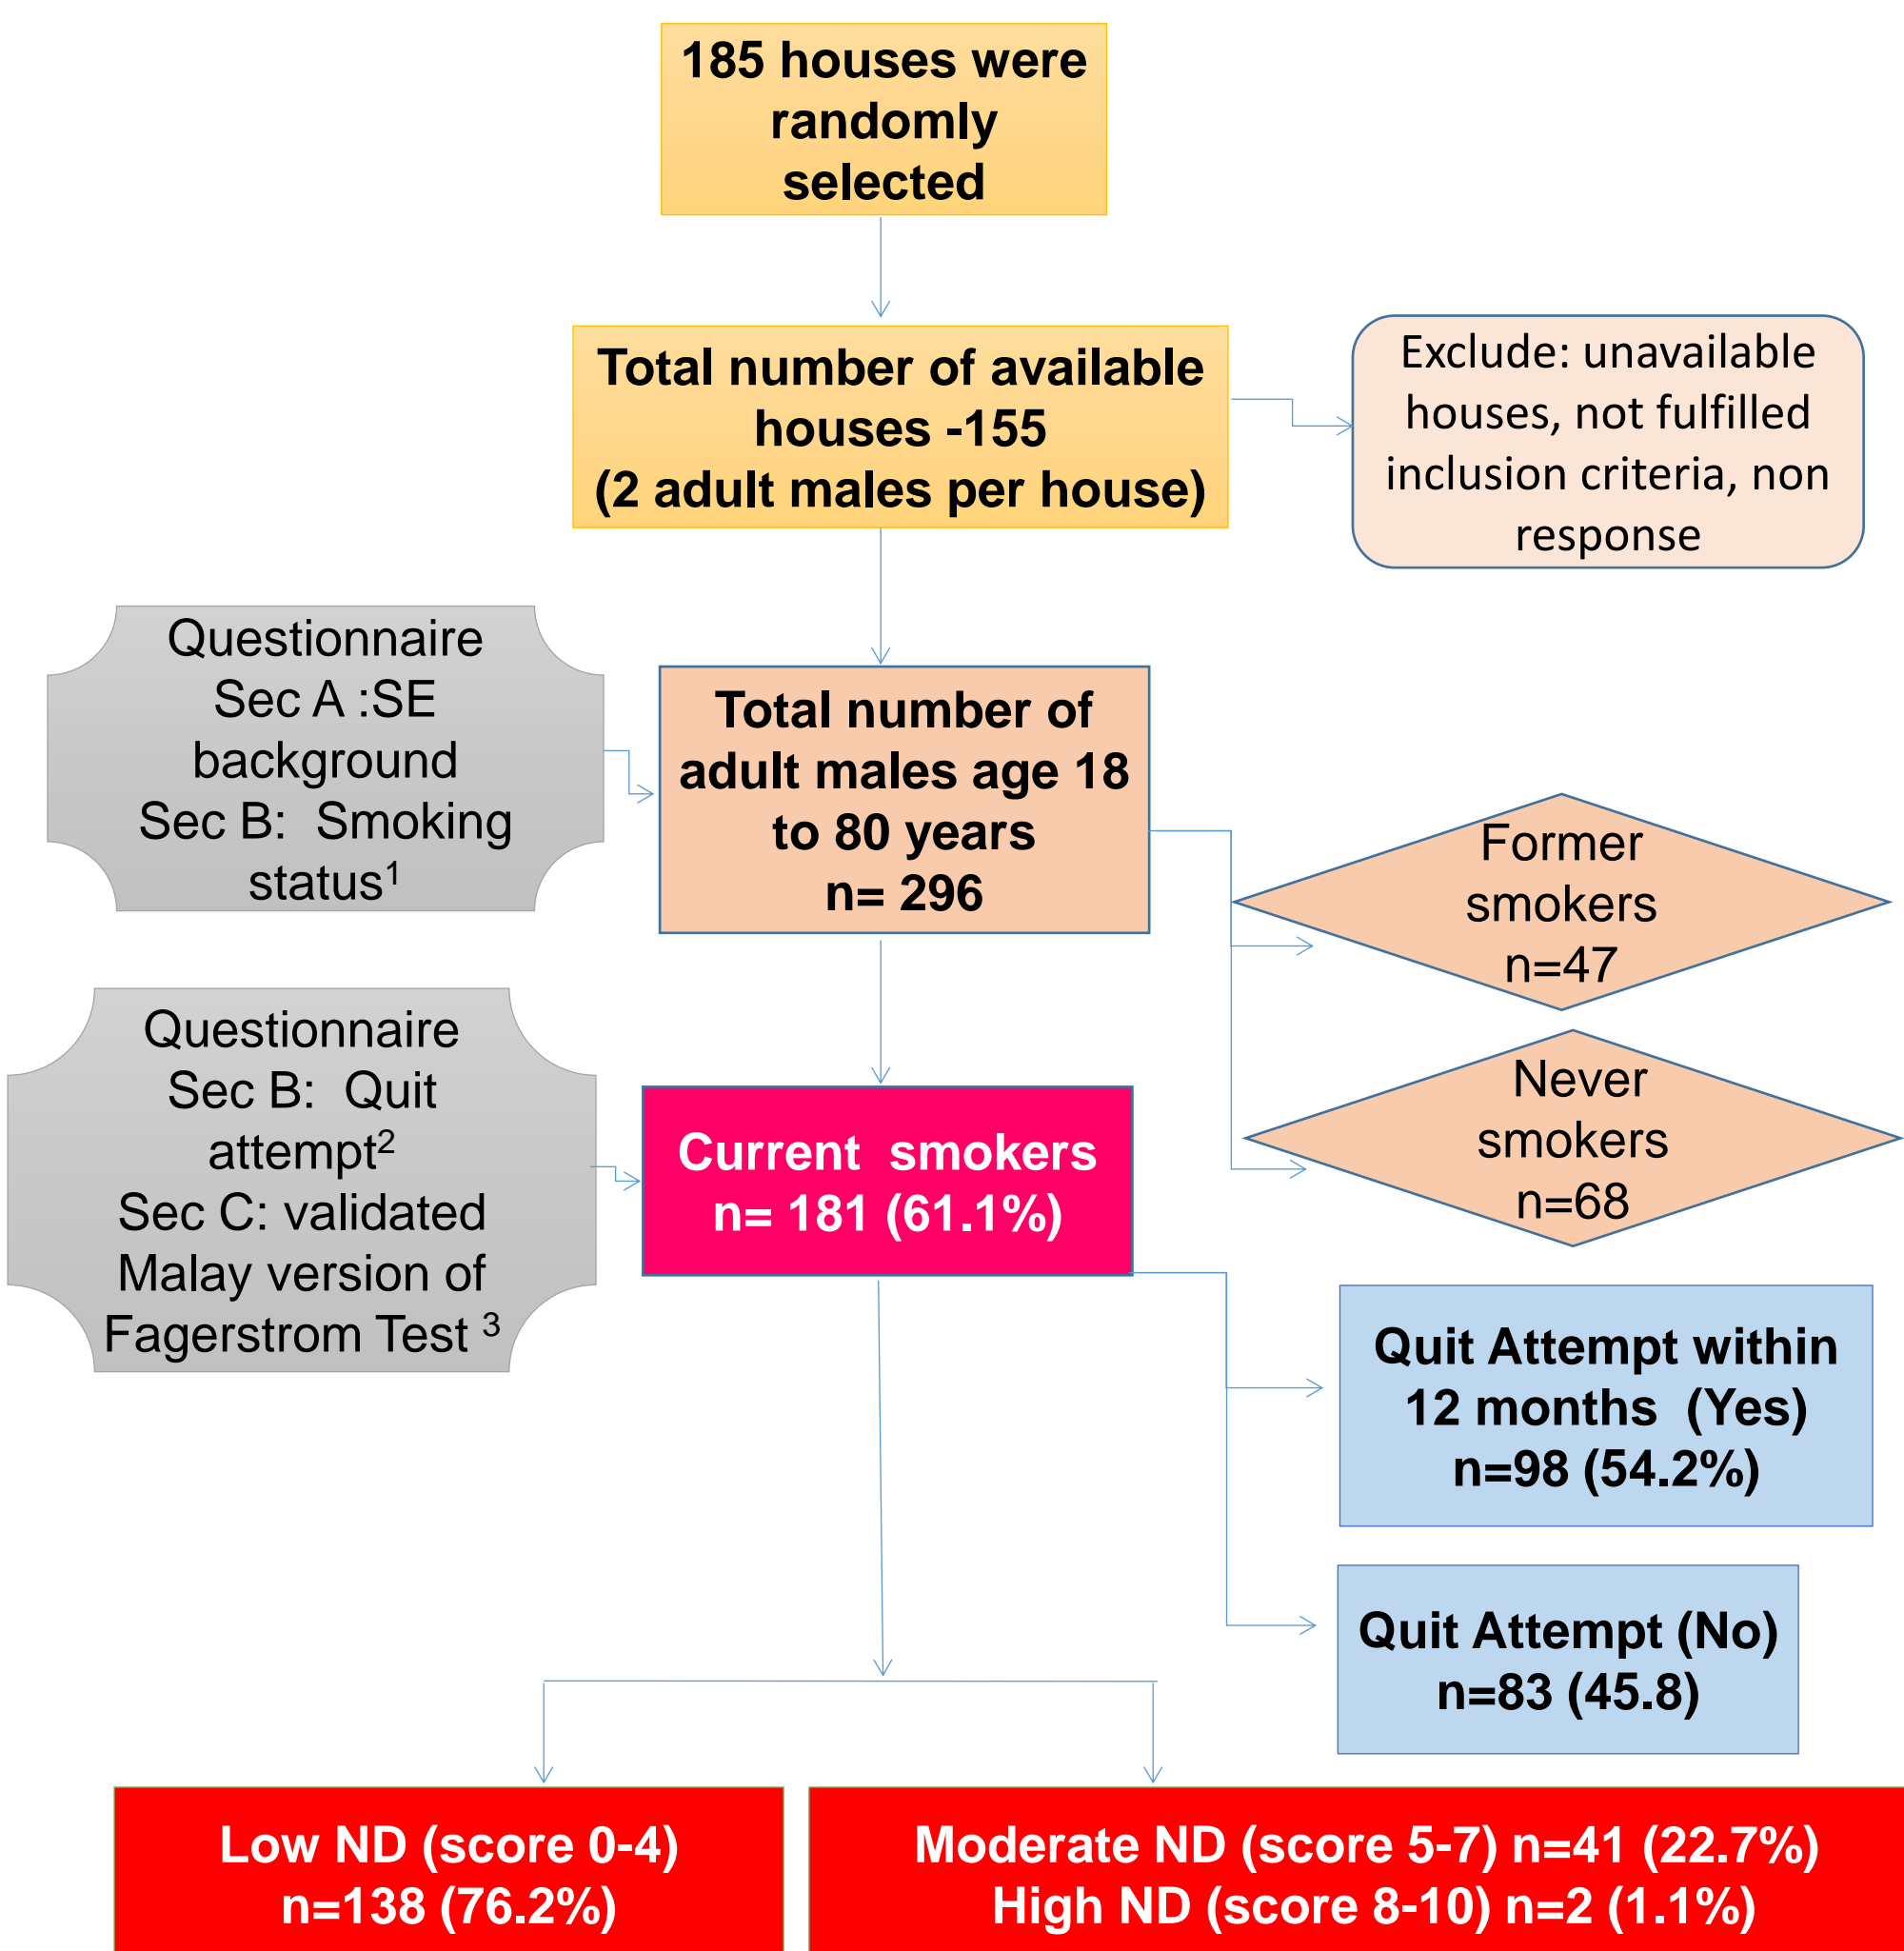 185 houses were
randomly
selected
Total number of available
houses -155
(2 adult males per house)
Exclude: unavailable
houses, not fulfilled
inclusion criteria, non
response
Questionnaire
Sec A :SE
background
Sec B:  Smoking
status¹
Total number of
adult males age 18
to 80 years
n= 296
Former
smokers
n=47
Never
smokers
n=68
Questionnaire
Sec B:  Quit
attempt²
Sec C: validated
Malay version of
Fagerstrom Test ³
Current  smokers
n= 181 (61.1%)
Quit Attempt within
12 months  (Yes)
n=98 (54.2%)
Quit Attempt (No)
n=83 (45.8)
Low ND (score 0-4)
n=138 (76.2%)
Moderate ND (score 5-7) n=41 (22.7%)
High ND (score 8-10) n=2 (1.1%)